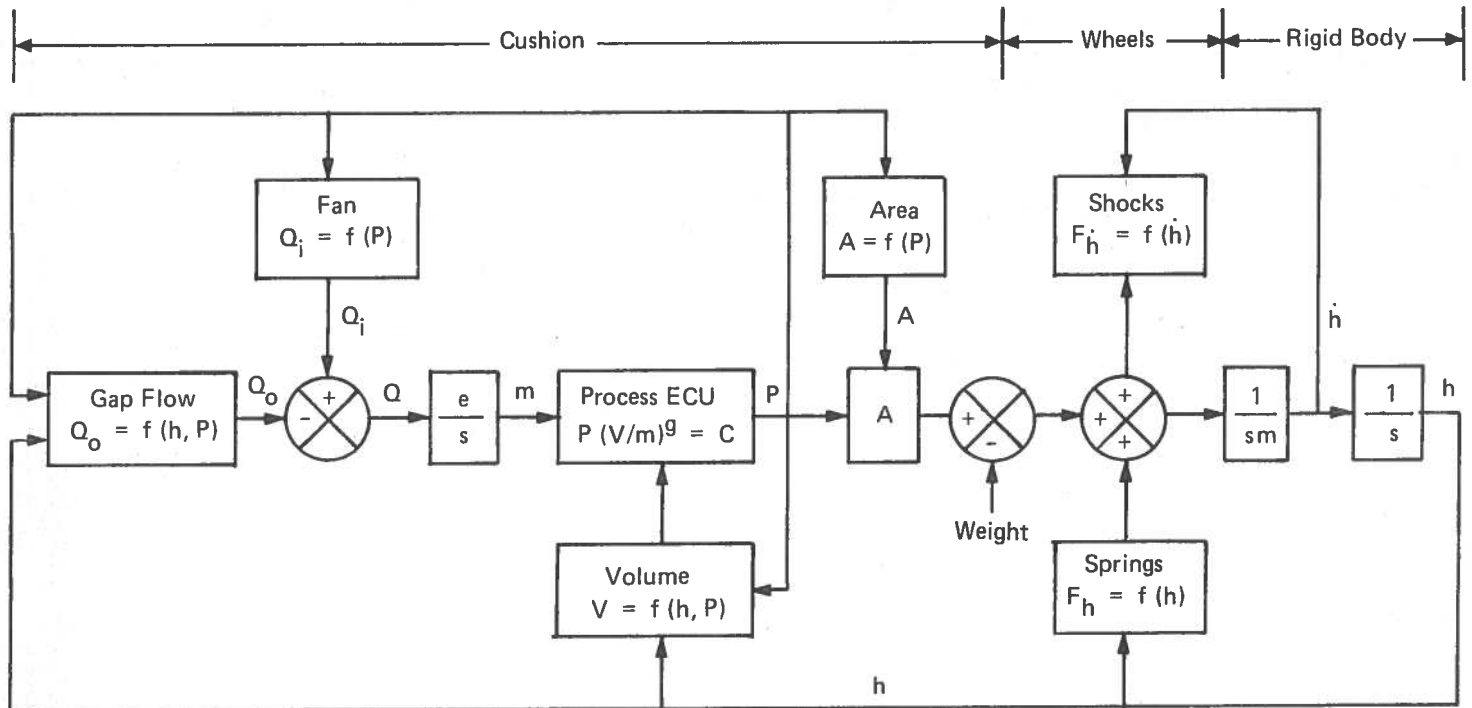 Cushion
Wheels
Rigid Body
Fan
Q_i = f (P)
Area
A = f (P)
Shocks
F_ḣ = f (ḣ)
Q_i
A
ḣ
Gap Flow
Q_o = f (h, P)
Q_o
+
-
Q
e
s
m
Process ECU
P (V/m)^g = C
P
A
+
-
+
+
+
1
sm
1
s
h
Weight
Volume
V = f (h, P)
Springs
F_h = f (h)
h